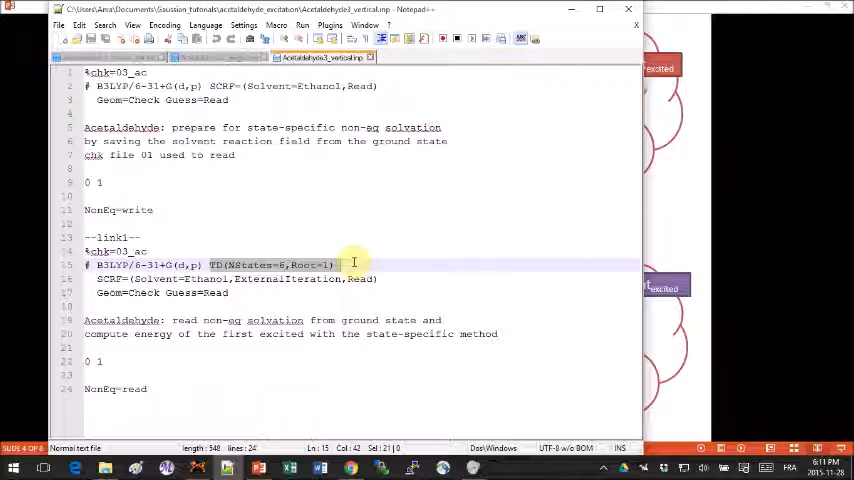 C:\Users\Anva\Documents\Gaussian_tutorials\acetaldehyde_excitation\Acetaldehyde3_vertical.inp - Notepad++
File Edit Search View Encoding Language Settings Macro Run Plugins Window ?
Acetaldehyde3_vertical.inp
1 %chk=03_ac
2 # B3LYP/6-31+G(d,p) SCRF=(Solvent=Ethanol,Read)
3 Geom=Check Guess=Read
4
5 Acetaldehyde: prepare for state-specific non-eq solvation
6 by saving the solvent reaction field from the ground state
7 chk file 01 used to read
8
9 0 1
10
11 NonEq=write
12
13 --link1--
14 %chk=03_ac
15 # B3LYP/6-31+G(d,p) TD(NStates=6,Root=1)
16 SCRF=(Solvent=Ethanol,ExternalIteration,Read)
17 Geom=Check Guess=Read
18
19 Acetaldehyde: read non-eq solvation from ground state and
20 compute energy of the first excited with the state-specific method
21
22 0 1
23
24 NonEq=read
excited
excited
Normal text file length : 548 lines : 24 Ln : 15 Col : 42 Sel : 21 | 0 Dos\Windows UTF-8 w/o BOM INS
SLIDE 4 OF 8
FRA
6:11 PM
2015-11-28